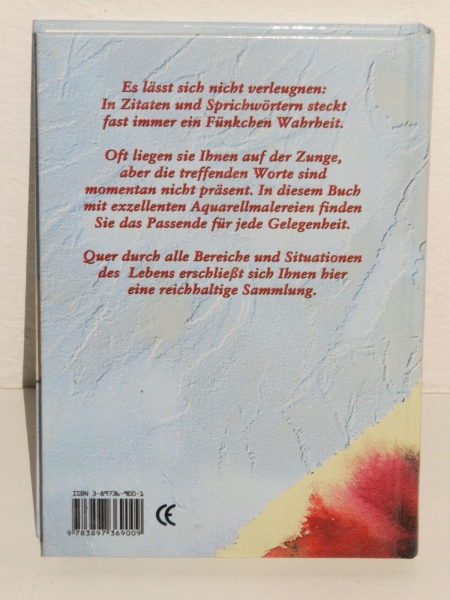 Es lässt sich nicht verleugnen:
In Zitaten und Sprichwörtern steckt
fast immer ein Fünkchen Wahrheit.
Oft liegen sie Ihnen auf der Zunge,
aber die treffenden Worte sind
momentan nicht präsent. In diesem Buch
mit exzellenten Aquarellmalereien finden
Sie das Passende für jede Gelegenheit.
Quer durch alle Bereiche und Situationen
des Lebens erschließt sich Ihnen hier
eine reichhaltige Sammlung.
ISBN 3-89736-900-1
CE
9 783897 369009